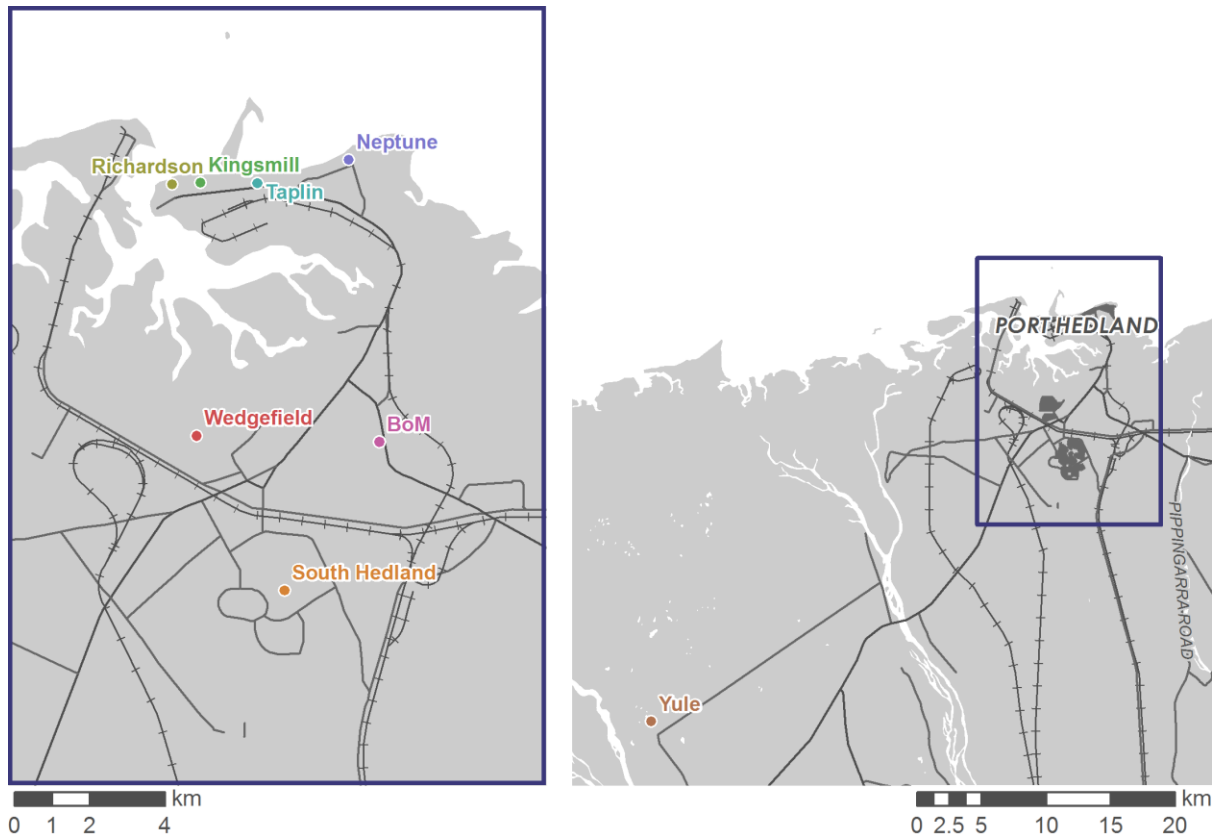 Neptune
Richardson
Kingsmill
Taplin
Wedgefield
BoM
South Hedland
km
0 1 2 4
PORT HEDLAND
PIPPINGARRA ROAD
Yule
km
0 2.5 5 10 15 20